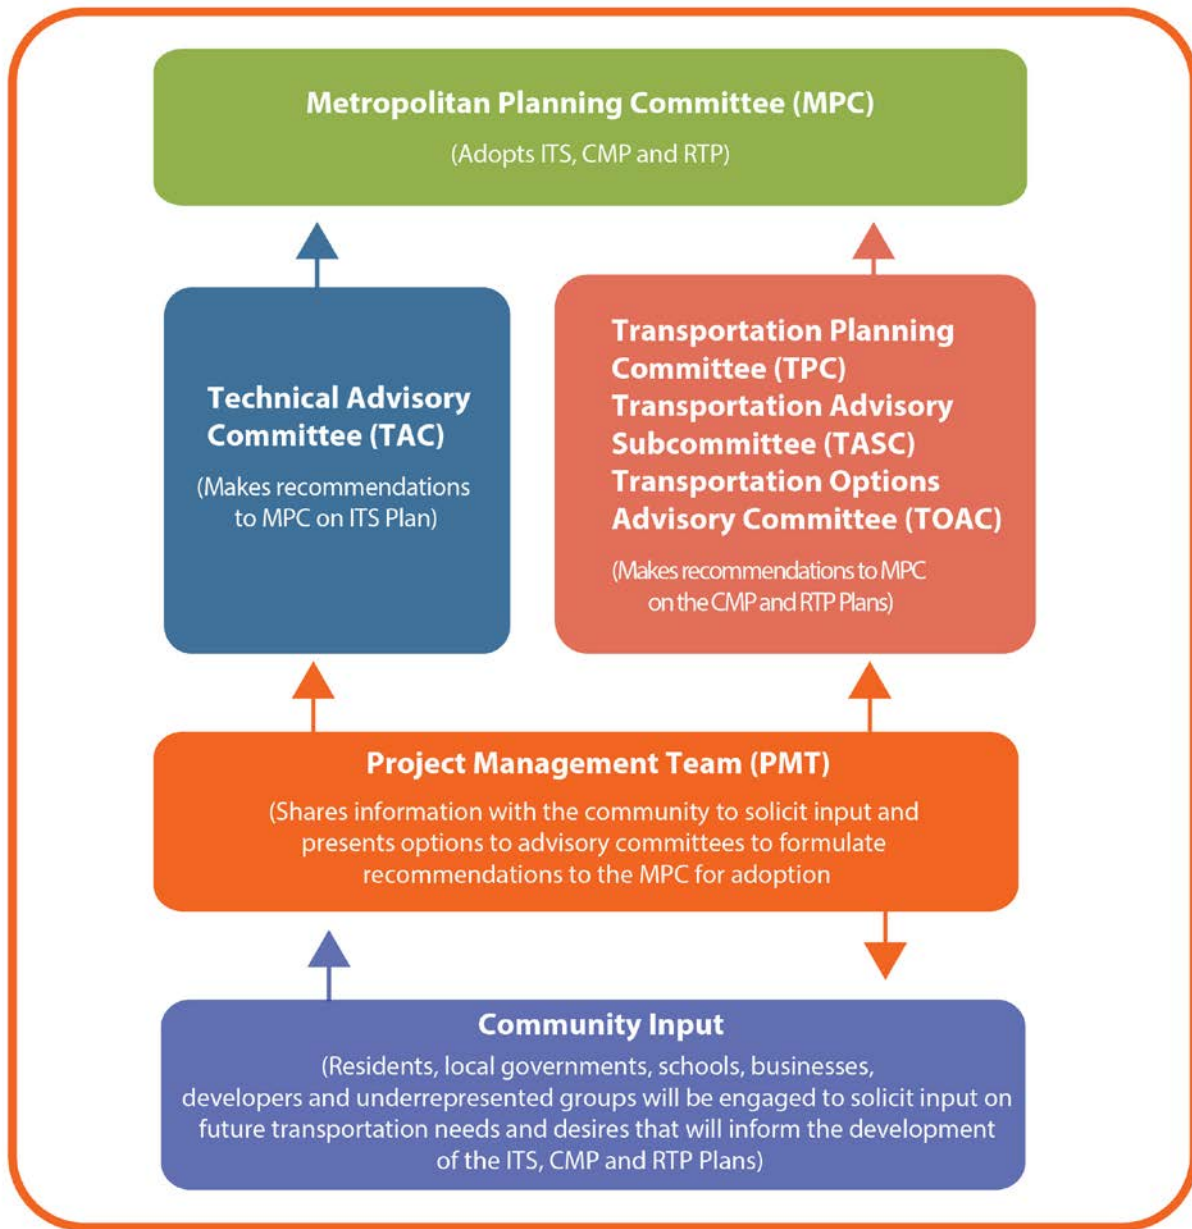 Metropolitan Planning Committee (MPC)
(Adopts ITS, CMP and RTP)
Technical Advisory
Committee (TAC)
(Makes recommendations
to MPC on ITS Plan)
Transportation Planning
Committee (TPC)
Transportation Advisory
Subcommittee (TASC)
Transportation Options
Advisory Committee (TOAC)
(Makes recommendations to MPC
on the CMP and RTP Plans)
Project Management Team (PMT)
(Shares information with the community to solicit input and
presents options to advisory committees to formulate
recommendations to the MPC for adoption
Community Input
(Residents, local governments, schools, businesses,
developers and underrepresented groups will be engaged to solicit input on
future transportation needs and desires that will inform the development
of the ITS, CMP and RTP Plans)